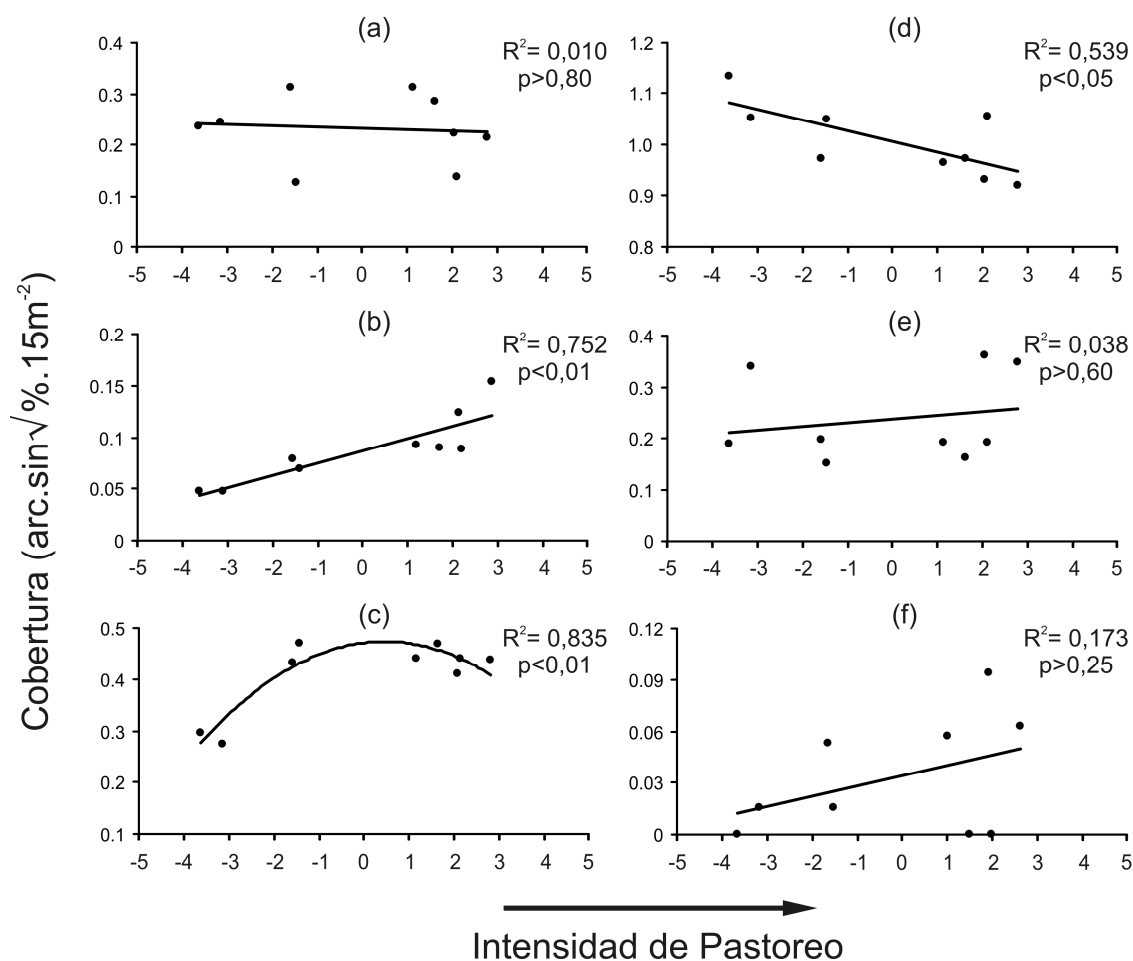 (a)
R²= 0,010
p>0,80
0.4
0.3
0.2
0.1
0
-5 -4 -3 -2 -1 0 1 2 3 4 5
(d)
R²= 0,539
p<0,05
1.2
1.1
1.0
0.9
0.8
-5 -4 -3 -2 -1 0 1 2 3 4 5
(b)
R²= 0,752
p<0,01
0.2
0.15
0.1
0.05
0
-5 -4 -3 -2 -1 0 1 2 3 4 5
(e)
R²= 0,038
p>0,60
0.4
0.3
0.2
0.1
0
-5 -4 -3 -2 -1 0 1 2 3 4 5
(c)
R²= 0,835
p<0,01
0.5
0.4
0.3
0.2
0.1
-5 -4 -3 -2 -1 0 1 2 3 4 5
(f)
R²= 0,173
p>0,25
0.12
0.09
0.06
0.03
0
-5 -4 -3 -2 -1 0 1 2 3 4 5
Cobertura (arc.sin√%.15m⁻²)
Intensidad de Pastoreo